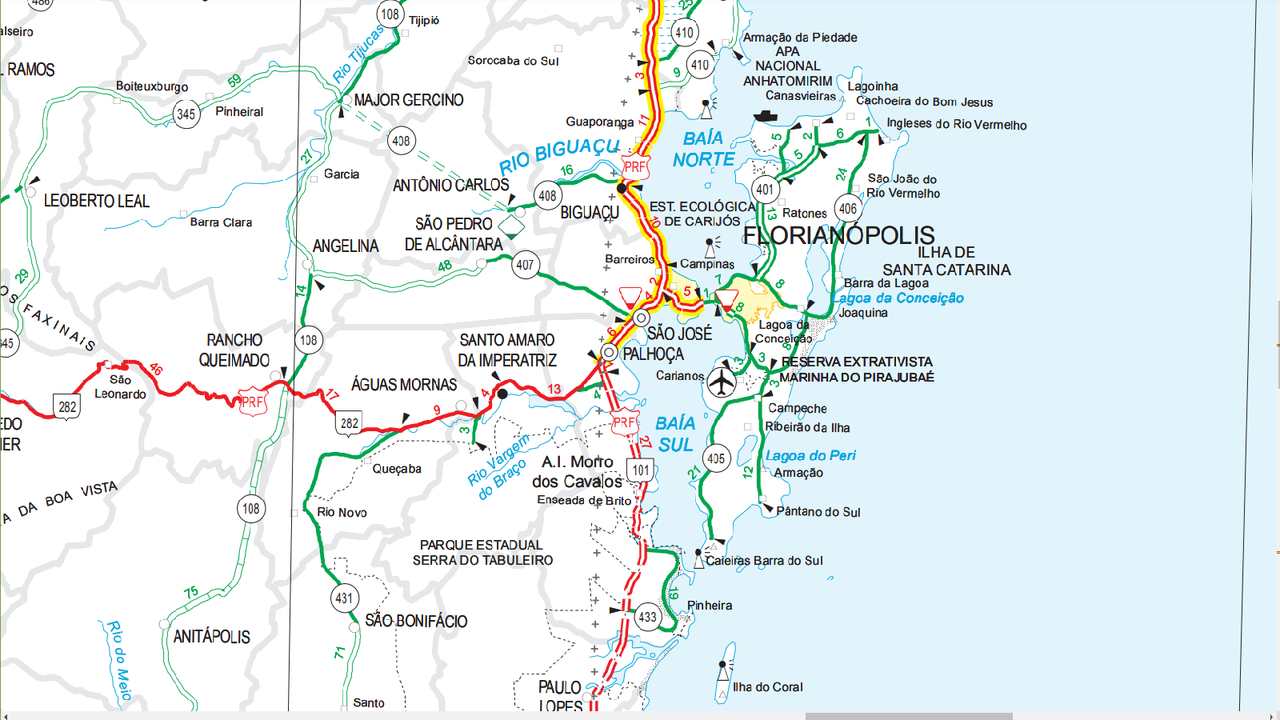 486
108
Tijipió
25
410
Armação da Piedade
alseiro
Rio Tijucas
Sorocaba do Sul
410
APA
NACIONAL
ANHATOMIRIM
L RAMOS
59
3
9
Boiteuxburgo
Lagoinha
Canasvieiras
Cachoeira do Bom Jesus
345
Pinheiral
MAJOR GERCINO
Guaporanga
11
BAÍA
NORTE
5
2
6
1
Ingleses do Rio Vermelho
408
RIO BIGUAÇU
27
16
PRF
5
24
Garcia
ANTÔNIO CARLOS
408
401
São João do
Rio Vermelho
LEOBERTO LEAL
BIGUAÇU
EST. ECOLÓGICA
DE CARIJÓS
13
Ratones
406
Barra Clara
SÃO PEDRO
DE ALCÂNTARA
10
FLORIANÓPOLIS
ANGELINA
ILHA DE
SANTA CATARINA
29
48
407
Barreiros
Campinas
14
2
5
1
7
8
Barra da Lagoa
Lagoa da Conceição
OS FAXINAIS
4
8
Joaquina
345
108
RANCHO
QUEIMADO
SANTO AMARO
DA IMPERATRIZ
6
SÃO JOSÉ
PALHOÇA
Lagoa da
Conceição
8
46
São
Leonardo
3
3
RESERVA EXTRATIVISTA
MARINHA DO PIRAJUBAÉ
ÁGUAS MORNAS
Carianos
3
PRF
17
4
13
4
282
282
9
3
PRF
BAÍA
SUL
Campeche
Ribeirão da Ilha
EDO
IER
Queçaba
Rio Vargem
do Braço
A.I. Morro
dos Cavalos
101
405
Lagoa do Peri
Armação
21
12
A DA BOA VISTA
108
Rio Novo
Enseada de Brito
Pântano do Sul
PARQUE ESTADUAL
SERRA DO TABULEIRO
Caieiras Barra do Sul
75
431
19
Pinheira
433
Rio do Meio
ANITÁPOLIS
SÃO BONIFÁCIO
71
Ilha do Coral
Santo
PAULO
LOPES